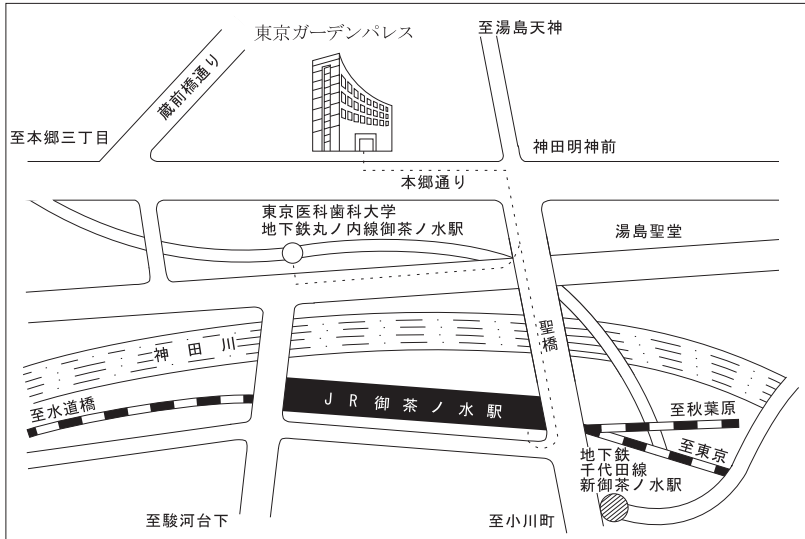 東京ガーデンパレス
至湯島天神
蔵前橋通り
至本郷三丁目
神田明神前
本郷通り
東京医科歯科大学
地下鉄丸ノ内線御茶ノ水駅
湯島聖堂
聖橋
神田川
JR御茶ノ水駅
至水道橋
至秋葉原
至東京
地下鉄
千代田線
新御茶ノ水駅
至駿河台下
至小川町